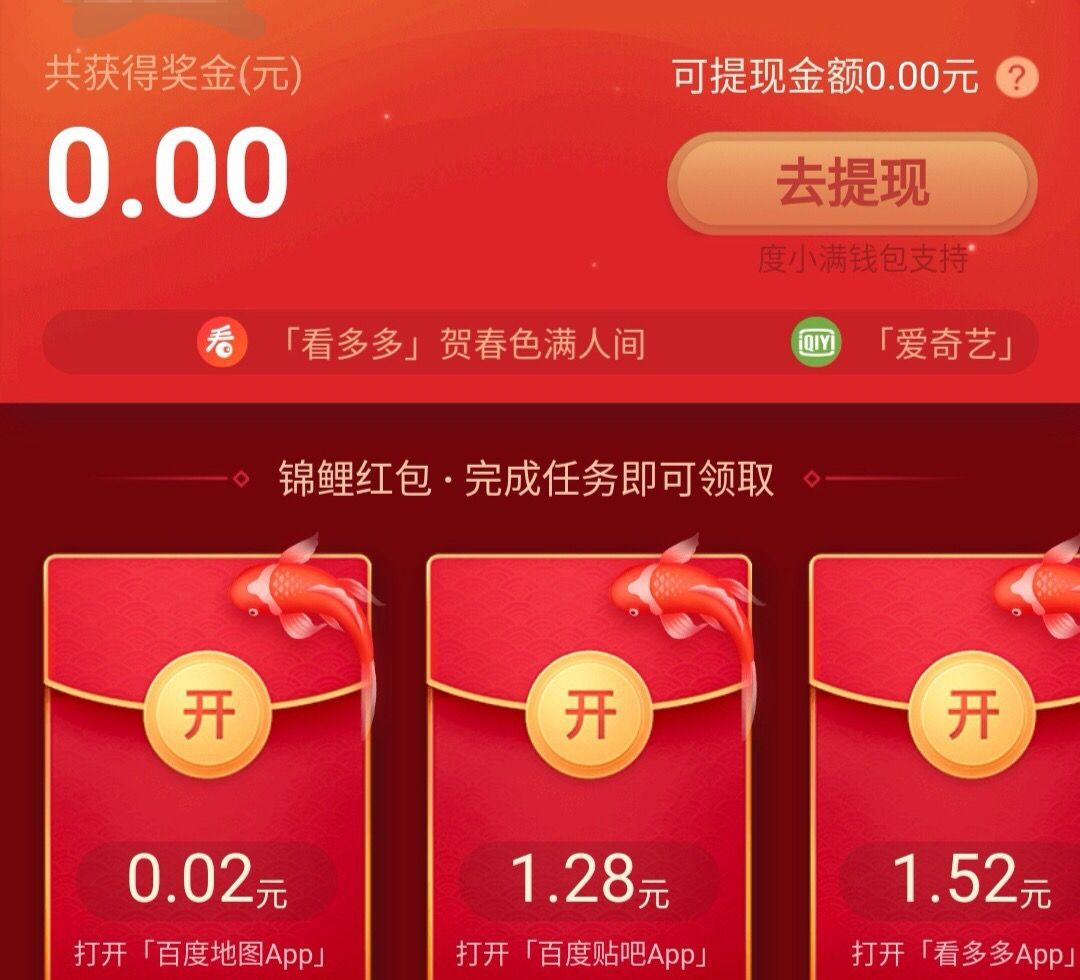 共获得奖金(元)
可提现金额0.00元 ?
0.00
去提现
度小满钱包支持
看 「看多多」贺春色满人间
iQIYI 「爱奇艺」
锦鲤红包·完成任务即可领取
开
开
开
0.02元
1.28元
1.52元
打开「百度地图App」
打开「百度贴吧App」
打开「看多多App」